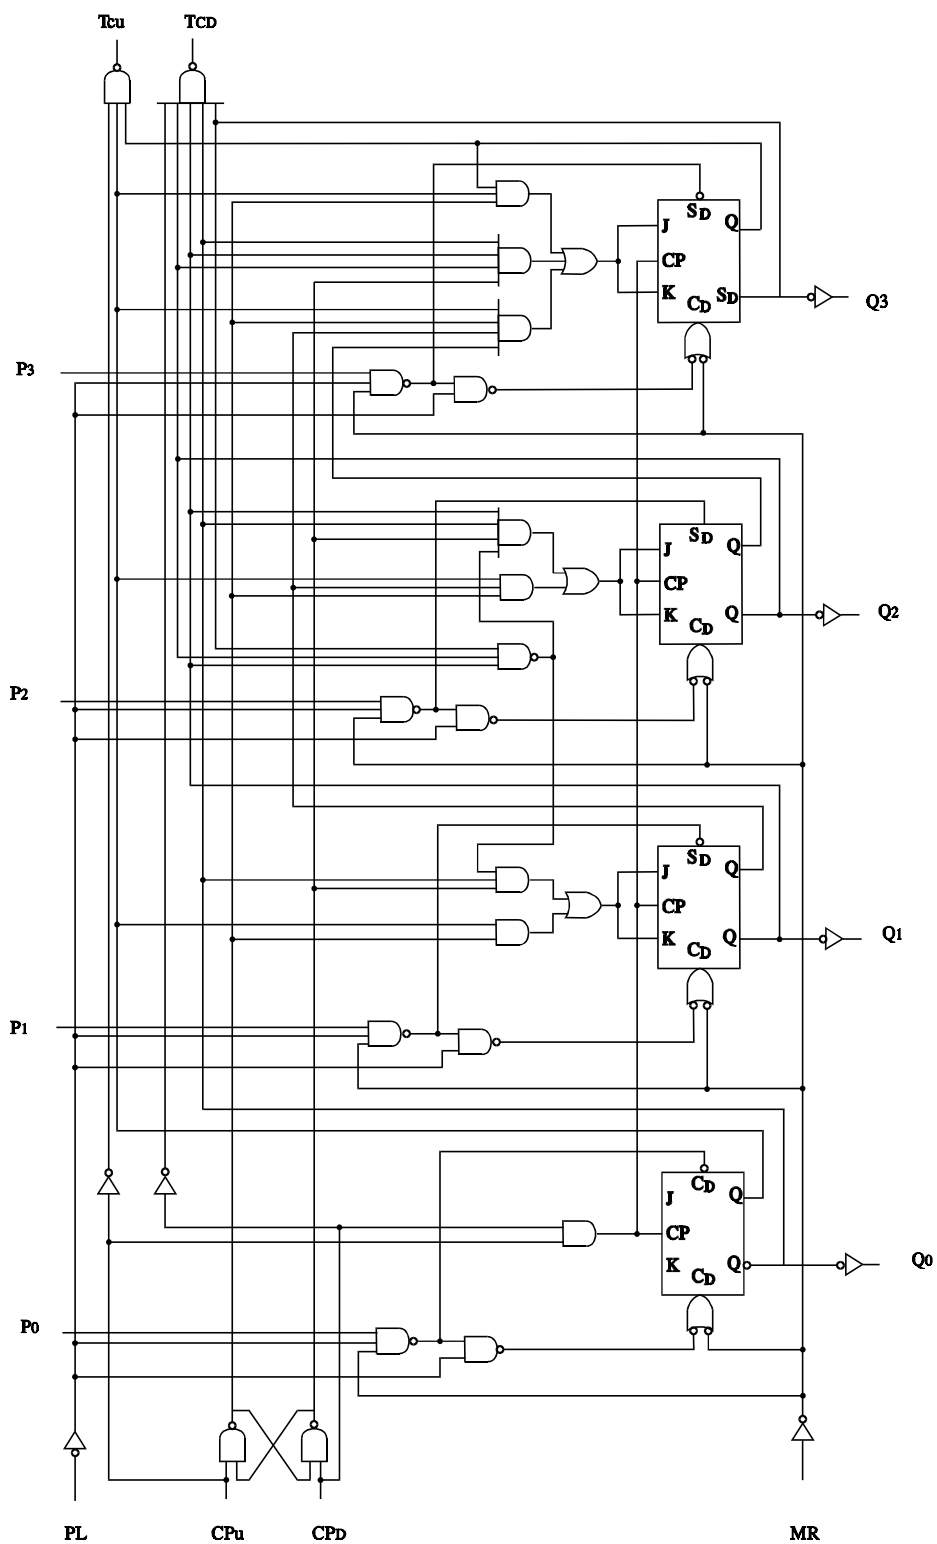 Tcu TCD
SD Q
J
CP
K CD SD Q3
P3
SD Q
J
CP
K CD Q Q2
P2
SD Q
J
CP
K CD Q Q1
P1
CD Q
J
CP
K CD Q Q0
P0
PL CPu CPD MR